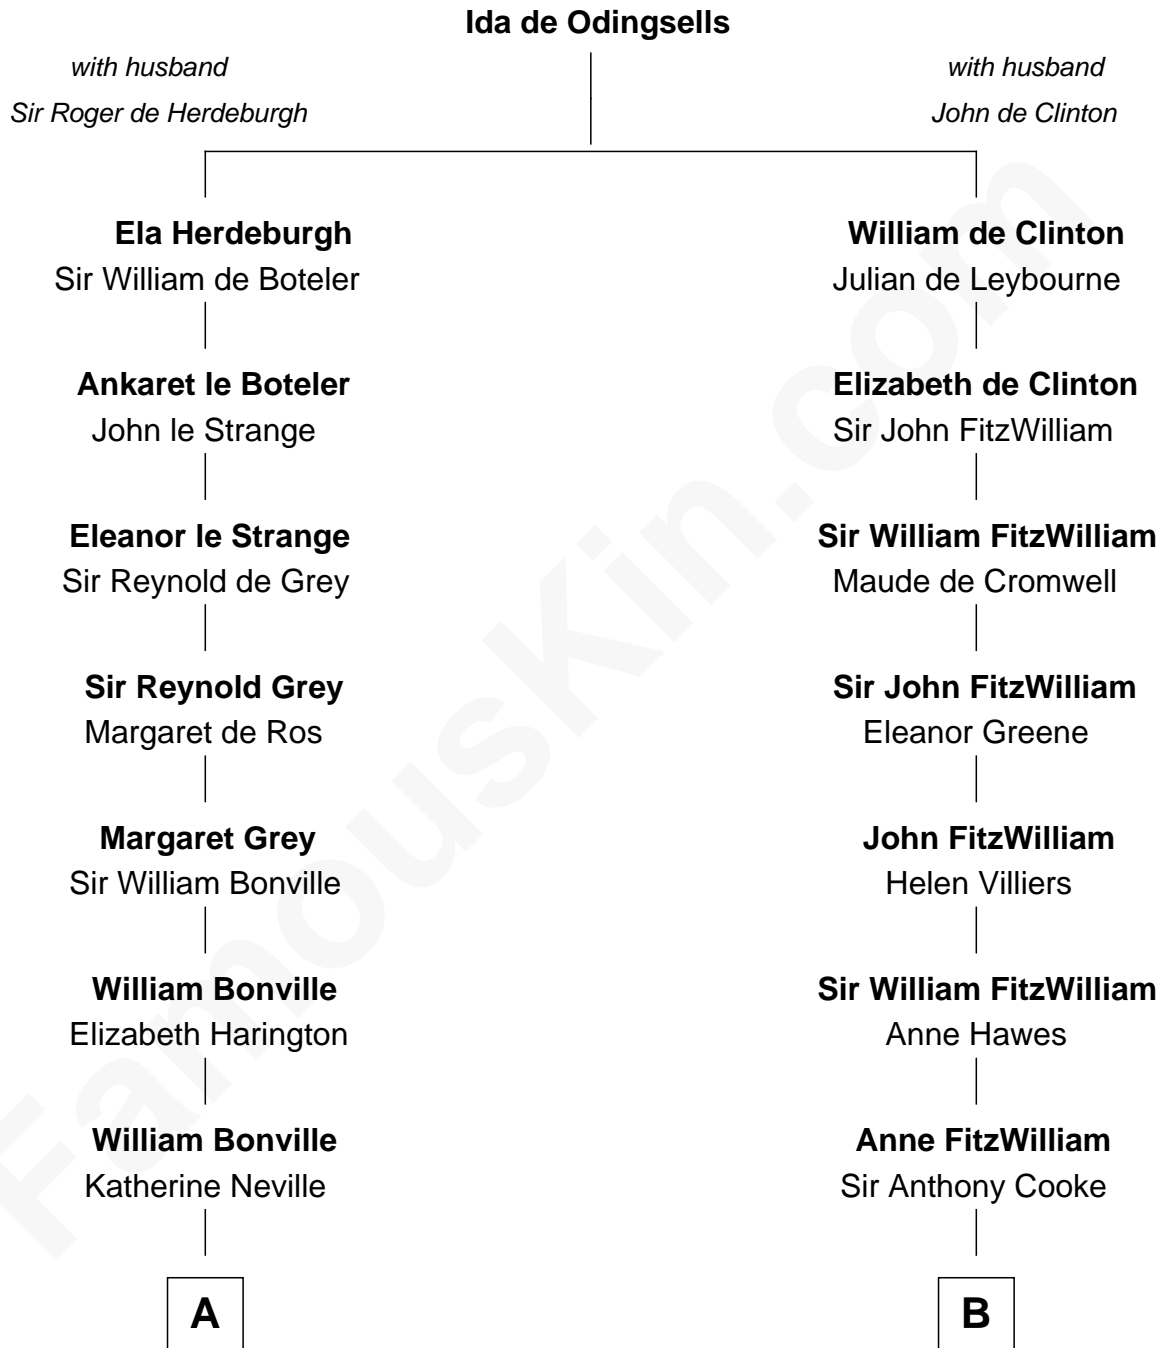 Ida de Odingsells
with husband
Sir Roger de Herdeburgh
with husband
John de Clinton
Ela Herdeburgh
Sir William de Boteler
Ankaret le Boteler
John le Strange
Eleanor le Strange
Sir Reynold de Grey
Sir Reynold Grey
Margaret de Ros
Margaret Grey
Sir William Bonville
William Bonville
Elizabeth Harington
William Bonville
Katherine Neville
A
William de Clinton
Julian de Leybourne
Elizabeth de Clinton
Sir John FitzWilliam
Sir William FitzWilliam
Maude de Cromwell
Sir John FitzWilliam
Eleanor Greene
John FitzWilliam
Helen Villiers
Sir William FitzWilliam
Anne Hawes
Anne FitzWilliam
Sir Anthony Cooke
B
FamousKin.com